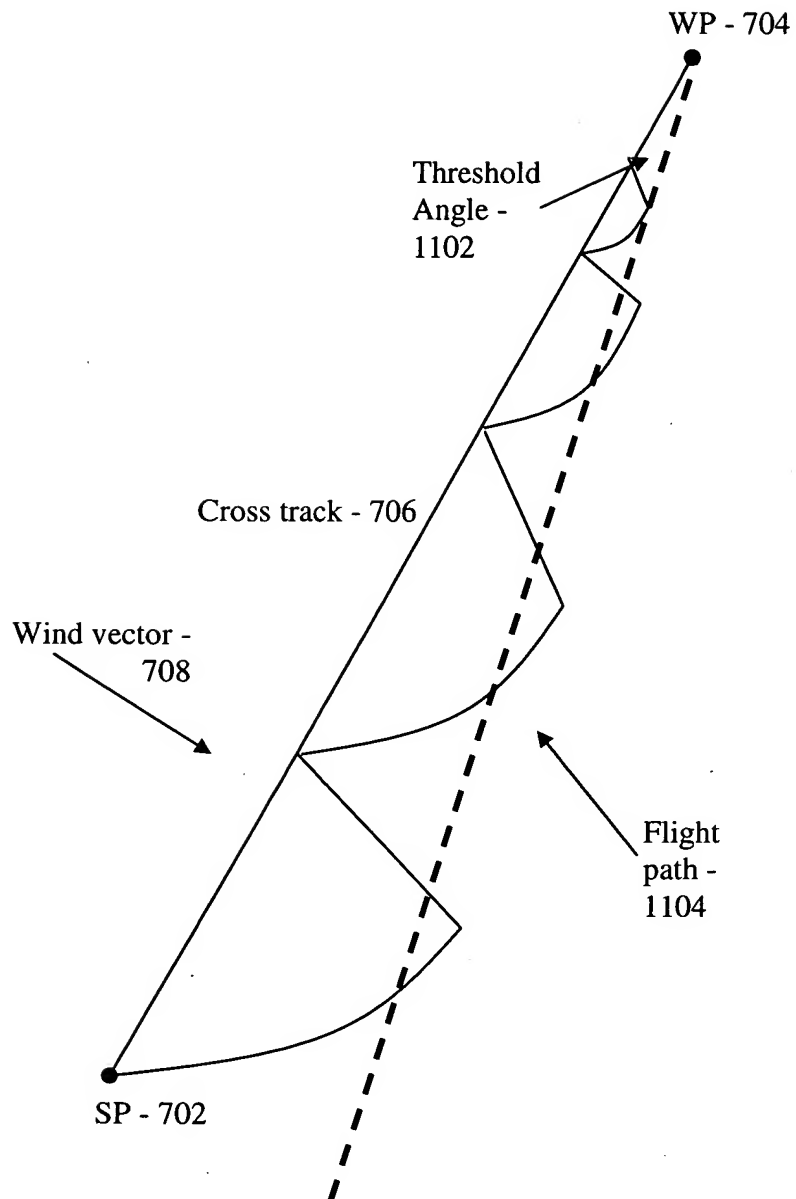 WP - 704
Threshold
Angle -
1102
Cross track - 706
Wind vector -
708
Flight
path -
1104
SP - 702